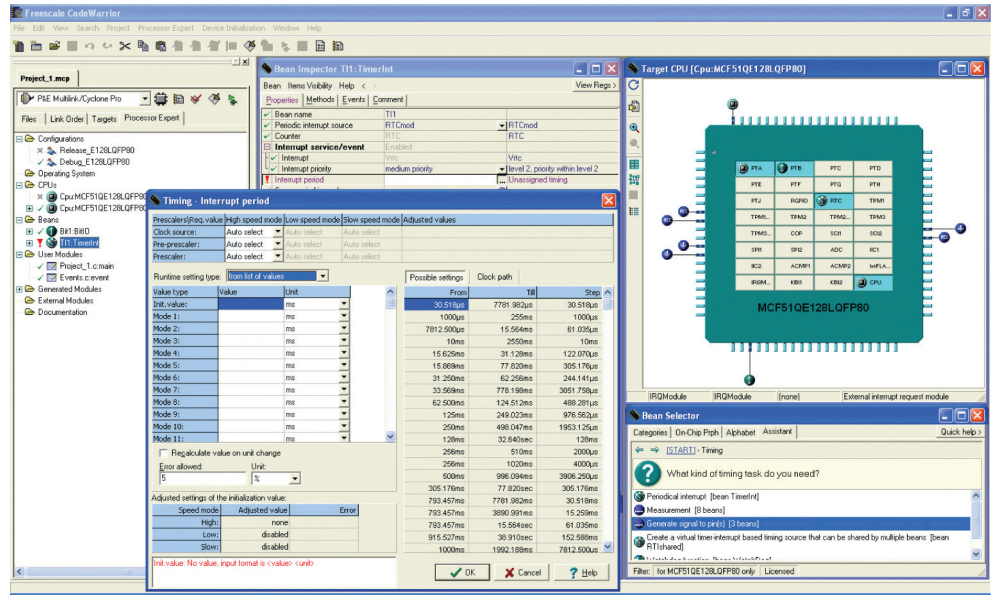 Freescale CodeWarrior
File Edit View Search Project Processor Expert Device Initialization Window Help
Project_1.mcp
P&E Multilink/Cyclone Pro
Files Link Order Targets Processor Expert
Configurations
Release_E128LQFP80
Debug_E128LQFP80
Operating System
CPUs
Cpu:MCF51QE128LQFP80
Cpu:MCF51QE128LQFP80
Beans
Bit1:BitIO
TI1:TimerInt
User Modules
Project_1.c:main
Events.c:event
Generated Modules
External Modules
Documentation
Bean Inspector TI1:TimerInt
Bean Items Visibility Help < > View Regs >
Properties Methods Events Comment
Bean name TI1
Periodic interrupt source RTCmod RTCmod
Counter RTC RTC
Interrupt service/event Enabled
Interrupt Vrtc Vrtc
Interrupt priority medium priority level 2, priority within level 2
Interrupt period ... Unassigned timing
Timing - Interrupt period
Prescalers\Req.value High speed mode Low speed mode Slow speed mode Adjusted values
Clock source: Auto select Auto select Auto select
Pre-prescaler: Auto select Auto select Auto select
Prescaler: Auto select Auto select Auto select
Runtime setting type: from list of values
Value type Value Unit
Init.value: ms
Mode 1: ms
Mode 2: ms
Mode 3: ms
Mode 4: ms
Mode 5: ms
Mode 6: ms
Mode 7: ms
Mode 8: ms
Mode 9: ms
Mode 10: ms
Mode 11: ms
Recalculate value on unit change
Error allowed: Unit:
5 %
Adjusted settings of the initialization value:
Speed mode Adjusted value Error
High: none
Low: disabled
Slow: disabled
Init.value: No value, input format is <value> <unit>
Possible settings Clock path
From Till Step
30.518µs 7781.982µs 30.518µs
1000µs 255ms 1000µs
7812.500µs 15.564ms 61.035µs
10ms 2550ms 10ms
15.625ms 31.128ms 122.070µs
15.869ms 77.820ms 305.176µs
31.250ms 62.256ms 244.141µs
33.569ms 778.198ms 3051.758µs
62.500ms 124.512ms 488.281µs
125ms 249.023ms 976.562µs
250ms 498.047ms 1953.125µs
128ms 32.640sec 128ms
256ms 510ms 2000µs
256ms 1020ms 4000µs
500ms 996.094ms 3906.250µs
305.176ms 77.820sec 305.176ms
793.457ms 7781.982ms 30.518ms
793.457ms 3890.991ms 15.259ms
793.457ms 15.564sec 61.035ms
915.527ms 38.910sec 152.588ms
1000ms 1992.188ms 7812.500µs
OK Cancel Help
Target CPU [Cpu:MCF51QE128LQFP80]
PTA PTB PTC PTD
PTE PTF PTG PTH
PTJ RGPIO RTC TPM1
TPM1... TPM2 TPM2... TPM3
TPM3... COP SCI1 SCI2
SPI1 SPI2 ADC IIC1
IIC2 ACMP1 ACMP2 IntFLA...
IRQM... KBI1 KBI2 CPU
MCF51QE128LQFP80
IRQModule IRQModule (none) External interrupt request module
Bean Selector
Categories On-Chip Prph Alphabet Assistant Quick help >
[START] - Timing
What kind of timing task do you need?
Periodical interrupt [bean TimerInt]
Measurement [8 beans]
Generate signal to pin(s) [3 beans]
Create a virtual timer-interrupt based timing source that can be shared by multiple beans [bean
RTIshared]
Filter: for MCF51QE128LQFP80 only Licensed